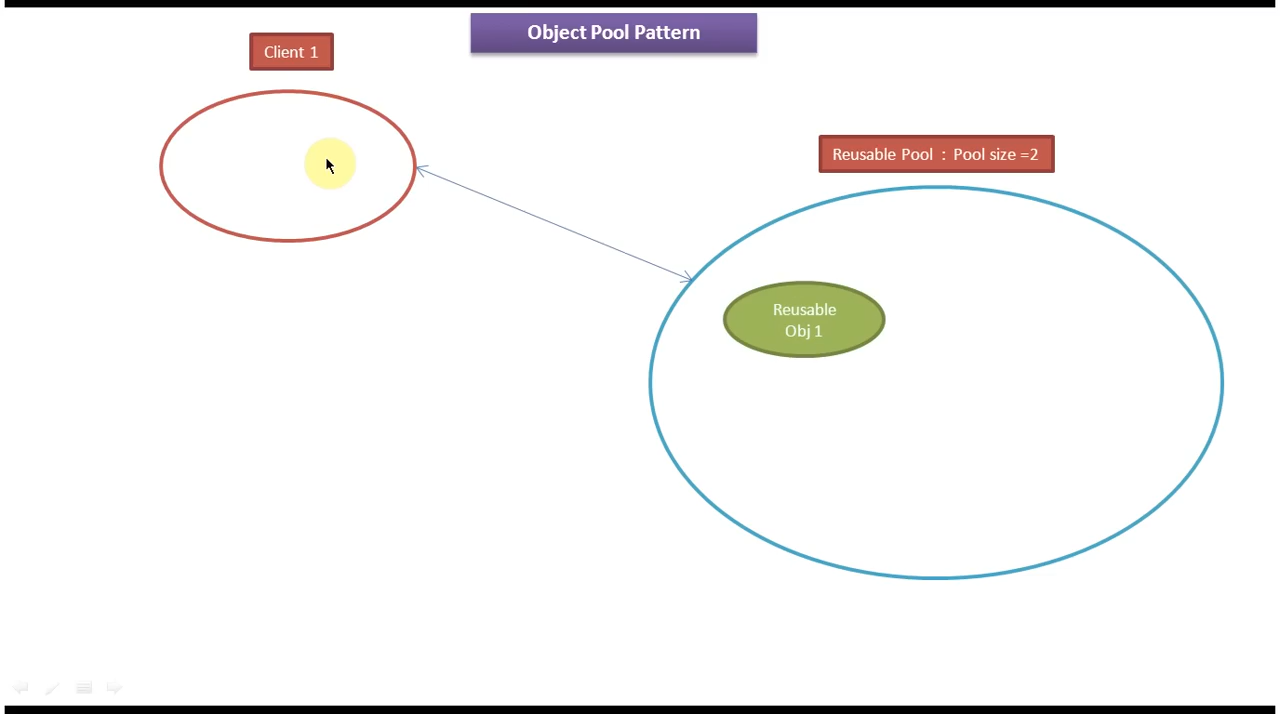 Object Pool Pattern
Client 1
Reusable Pool : Pool size =2
Reusable
Obj 1